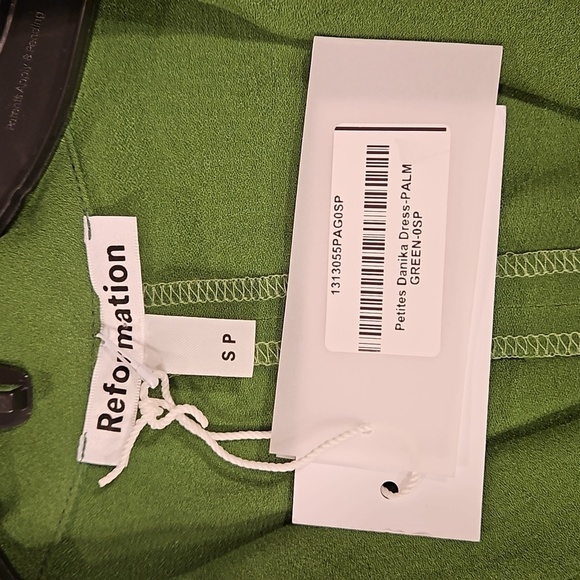 Reformation
S P
1313055PAG0SP
Petites Danika Dress-PALM
GREEN-0SP